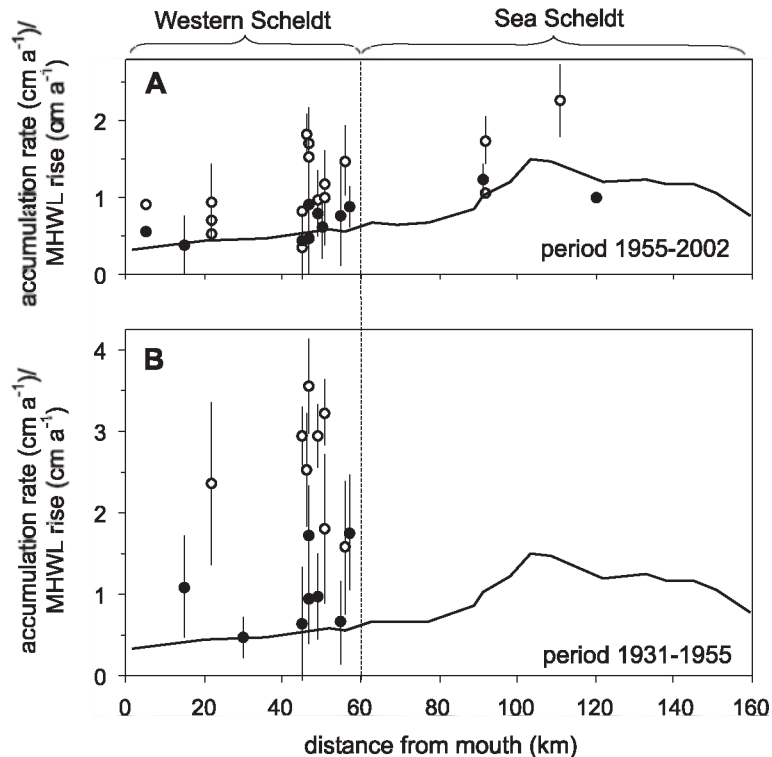 Western Scheldt Sea Scheldt
A
accumulation rate (cm a⁻¹)/
MHWL rise (cm a⁻¹)
2
1
0
period 1955-2002
B
accumulation rate (cm a⁻¹)/
MHWL rise (cm a⁻¹)
4
3
2
1
0
period 1931-1955
0 20 40 60 80 100 120 140 160
distance from mouth (km)